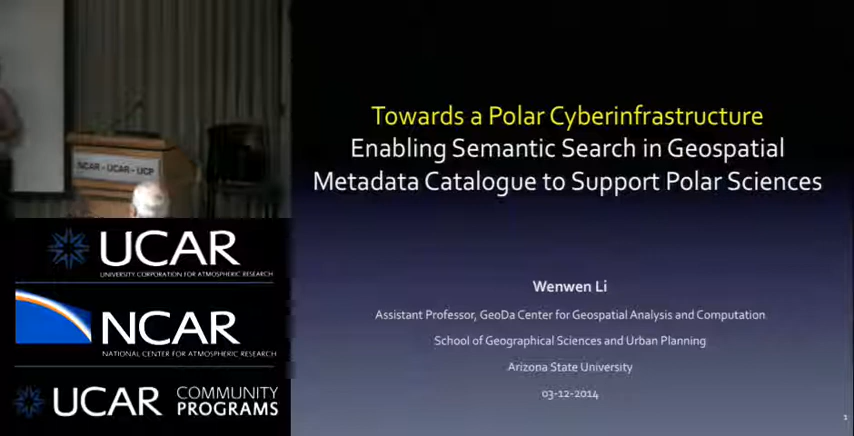 NCAR - UCAR - UCP
UCAR
UNIVERSITY CORPORATION FOR ATMOSPHERIC RESEARCH
NCAR
NATIONAL CENTER FOR ATMOSPHERIC RESEARCH
UCAR COMMUNITY PROGRAMS
Towards a Polar Cyberinfrastructure
Enabling Semantic Search in Geospatial
Metadata Catalogue to Support Polar Sciences
Wenwen Li
Assistant Professor, GeoDa Center for Geospatial Analysis and Computation
School of Geographical Sciences and Urban Planning
Arizona State University
03-12-2014
1